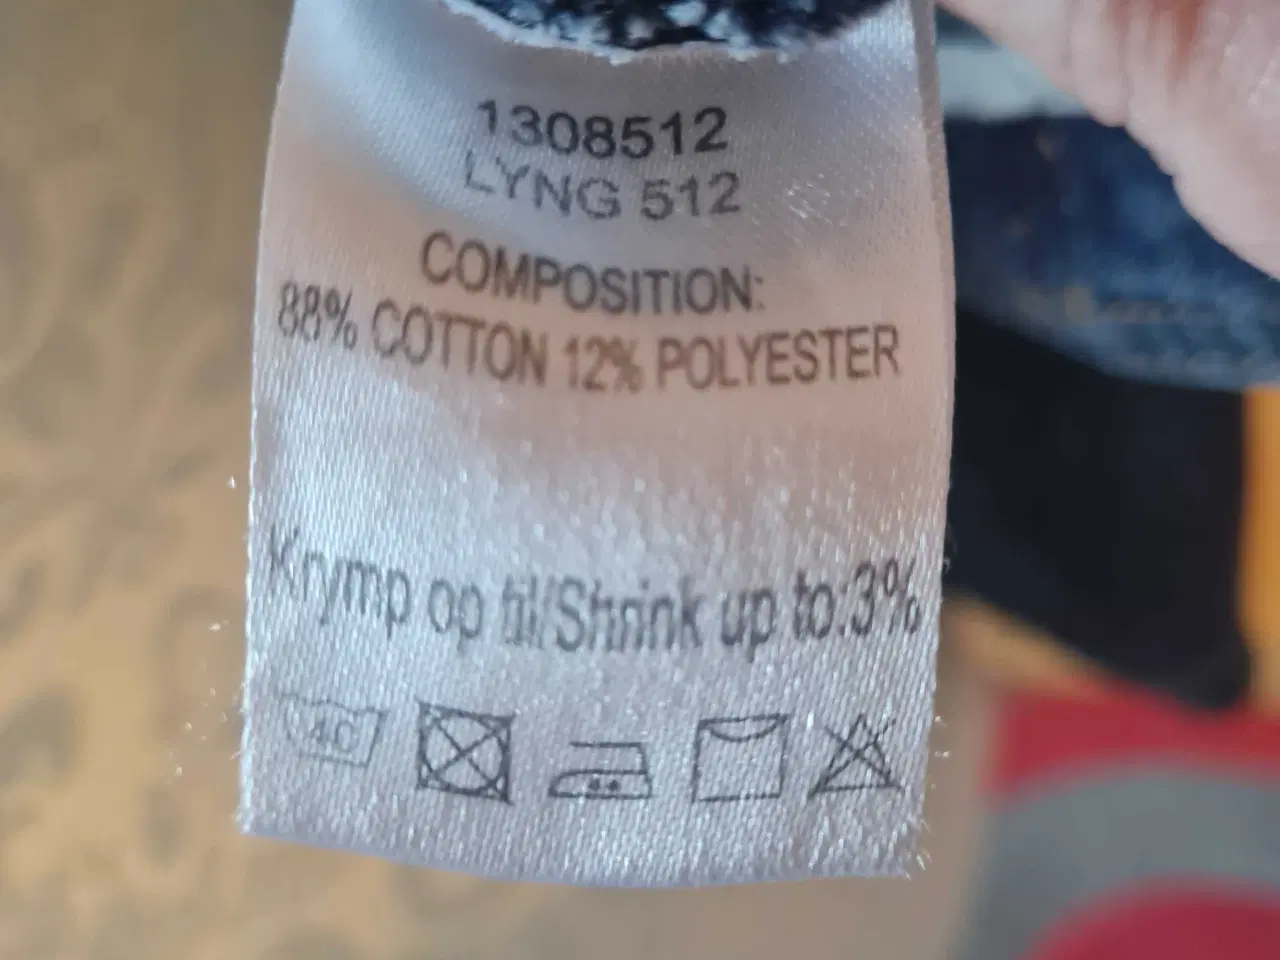 1308512
LYNG 512
COMPOSITION:
88% COTTON 12% POLYESTER
Krymp op til/Shrink up to:3%
40